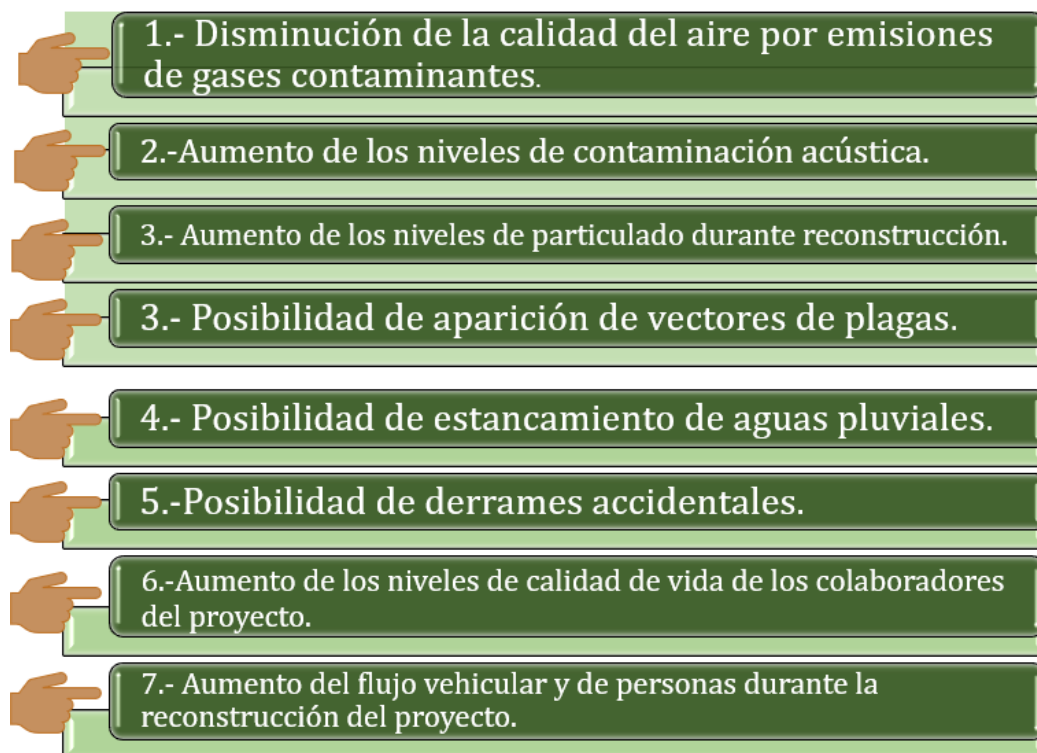 1.- Disminución de la calidad del aire por emisiones
de gases contaminantes.
2.-Aumento de los niveles de contaminación acústica.
3.- Aumento de los niveles de particulado durante reconstrucción.
3.- Posibilidad de aparición de vectores de plagas.
4.- Posibilidad de estancamiento de aguas pluviales.
5.-Posibilidad de derrames accidentales.
6.-Aumento de los niveles de calidad de vida de los colaboradores
del proyecto.
7.- Aumento del flujo vehicular y de personas durante la
reconstrucción del proyecto.